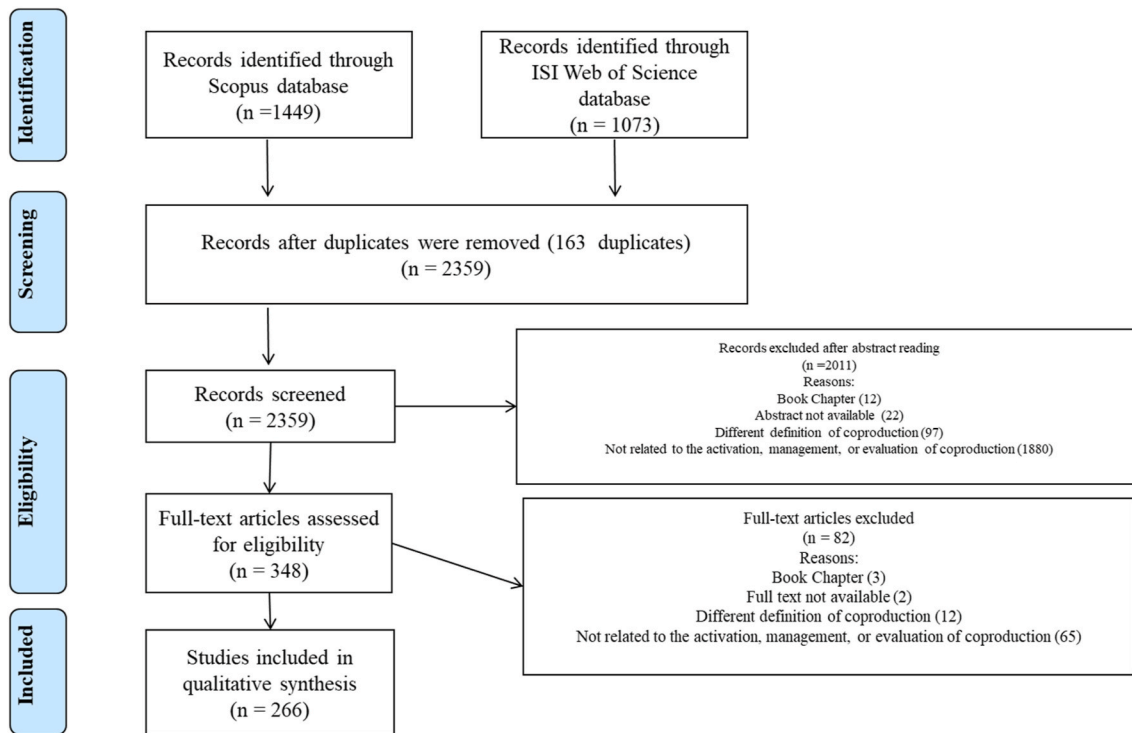 Identification
Records identified through
Scopus database
(n =1449)
Records identified through
ISI Web of Science
database
(n = 1073)
Screening
Records after duplicates were removed (163 duplicates)
(n = 2359)
Eligibility
Records screened
(n = 2359)
Records excluded after abstract reading
(n =2011)
Reasons:
Book Chapter (12)
Abstract not available (22)
Different definition of coproduction (97)
Not related to the activation, management, or evaluation of coproduction (1880)
Full-text articles assessed
for eligibility
(n = 348)
Full-text articles excluded
(n = 82)
Reasons:
Book Chapter (3)
Full text not available (2)
Different definition of coproduction (12)
Not related to the activation, management, or evaluation of coproduction (65)
Included
Studies included in
qualitative synthesis
(n = 266)